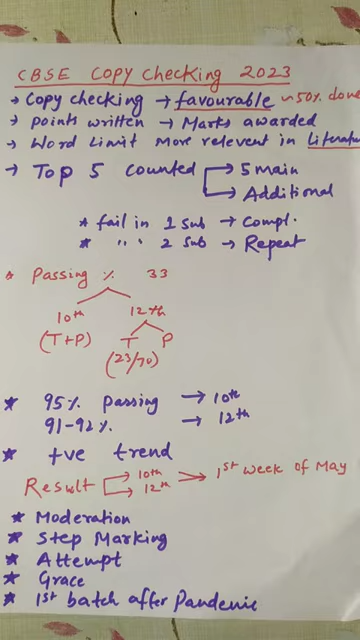 CBSE Copy Checking 2023
→ Copy checking → favourable ~50% done
→ Points written → Marks awarded
→ Word Limit More relevent in Literatu
→ Top 5 Counted → 5 main
→ Additional
* fail in 1 Sub → Compl.
* " " 2 Sub → Repeat
* Passing % 33
10th 12th
(T+P) T P
(23/70)
* 95% Passing → 10th
91-92% → 12th
* +ve trend
Result → 10th → 1st week of May
→ 12th
* Moderation
* Step Marking
* Attempt
* Grace
* 1st batch after Pandemic